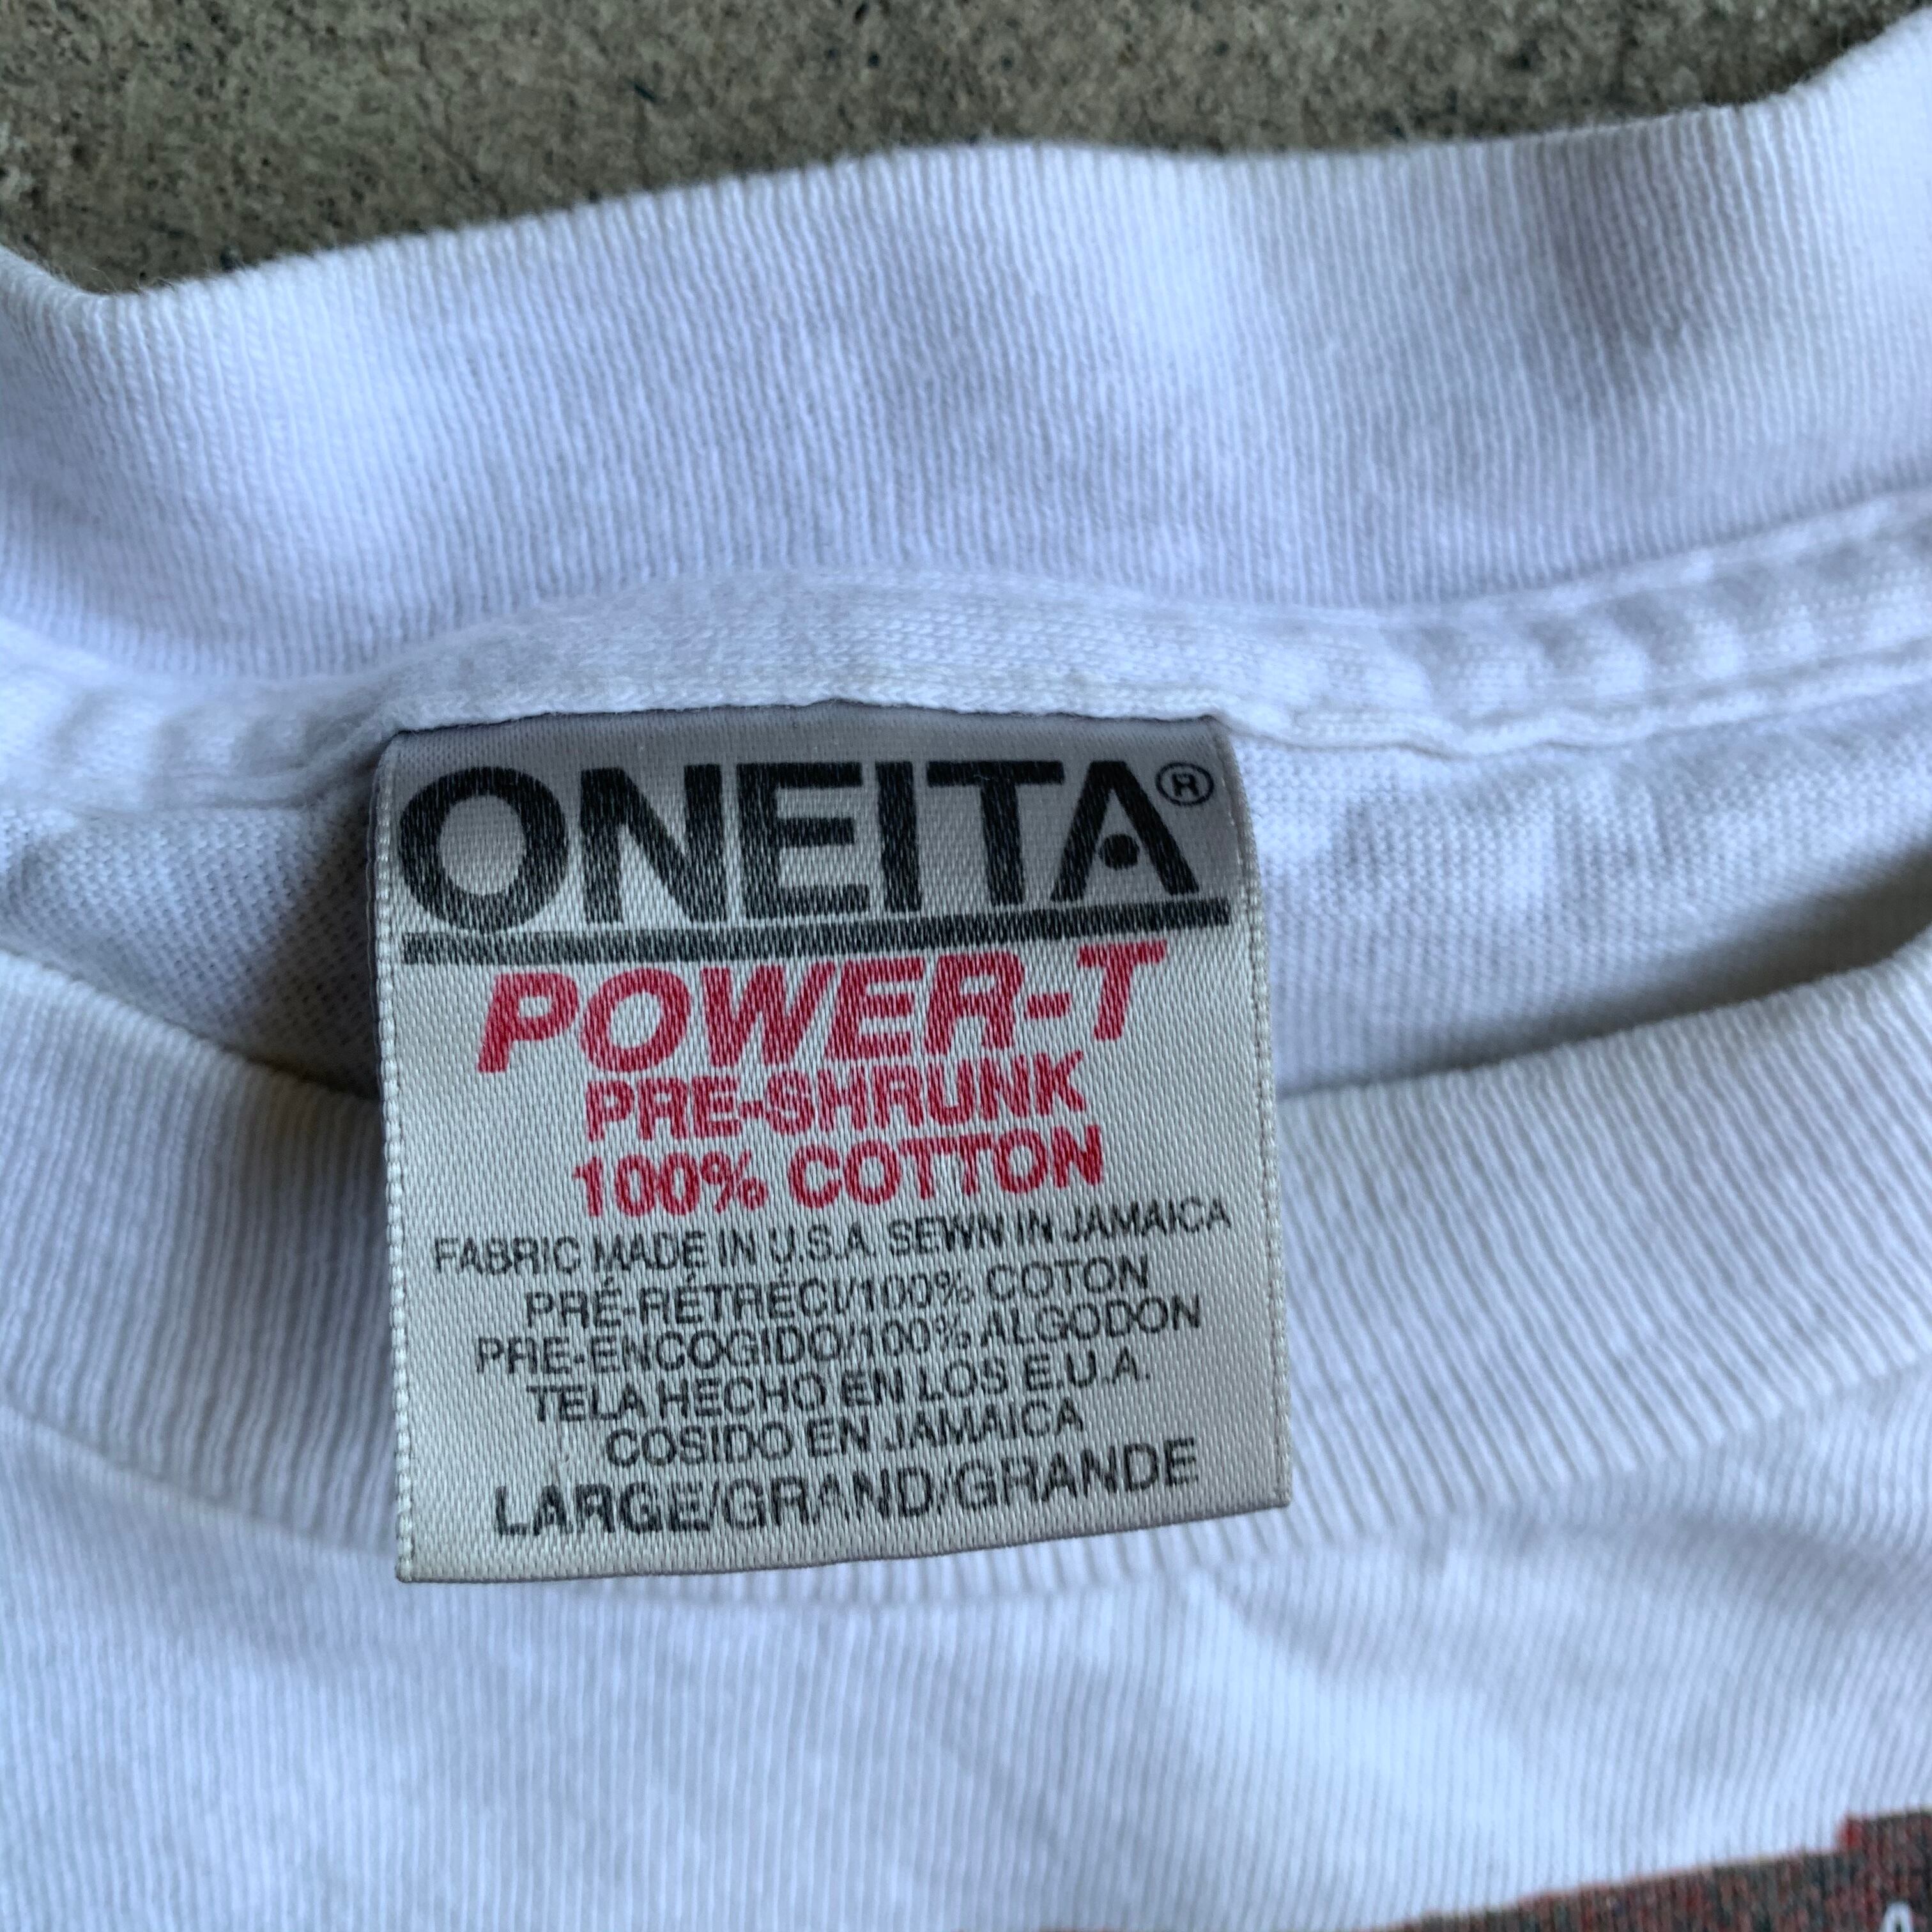 ONEITA®
POWER-T
PRE-SHRUNK
100% COTTON
FABRIC MADE IN U.S.A SEWN IN JAMAICA
PRÉ-RÉTRÉCI/100% COTON
PRE-ENCOGIDO/100% ALGODON
TELA HECHO EN LOS E.U.A.
COSIDO EN JAMAICA
LARGE/GRAND/GRANDE